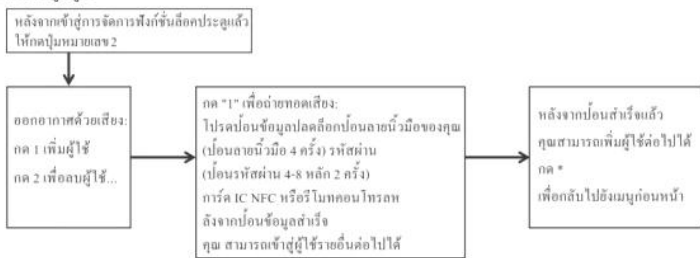 หลังจากเข้าสู่การจัดการฟังก์ชั่นล็อคประตูแล้ว
ให้กดปุ่มหมายเลข 2
ออกอากาศด้วยเสียง:
กด 1 เพิ่มผู้ใช้
กด 2 เพื่อลบผู้ใช้...
กด "1" เพื่อถ่ายทอดเสียง:
โปรดป้อนข้อมูลปลดล็อกป้อนลายนิ้วมือของคุณ
(ป้อนลายนิ้วมือ 4 ครั้ง) รหัสผ่าน
(ป้อนรหัสผ่าน 4-8 หลัก 2 ครั้ง)
การ์ด IC NFC หรือรีโมทคอนโทรลห
ลังจากป้อนข้อมูลสำเร็จ
คุณ สามารถเข้าสู่ผู้ใช้รายอื่นต่อไปได้
หลังจากป้อนสำเร็จแล้ว
คุณสามารถเพิ่มผู้ใช้ต่อไปได้
กด *
เพื่อกลับไปยังเมนูก่อนหน้า